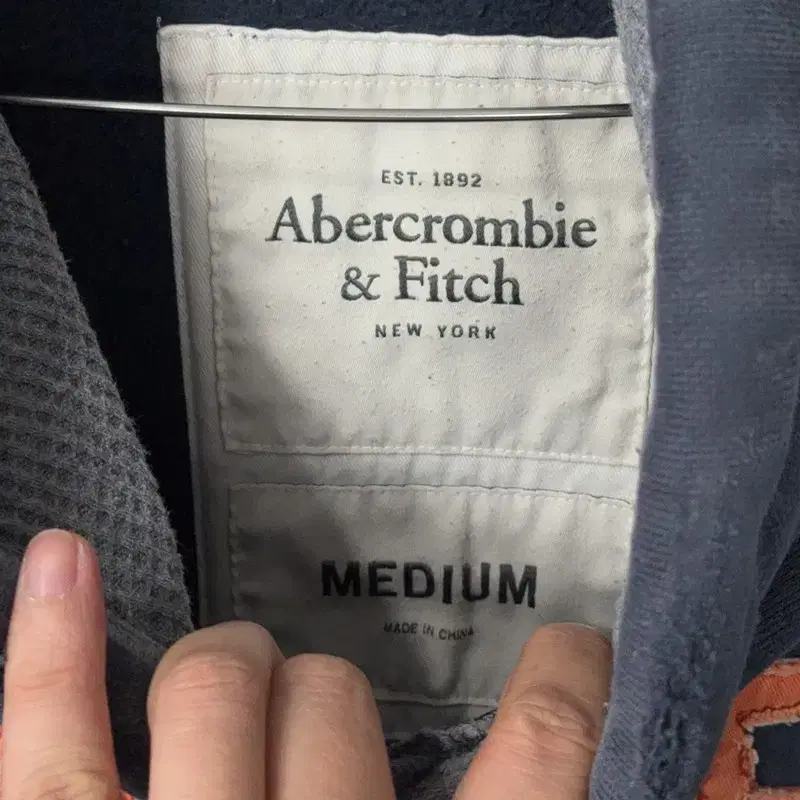 EST. 1892
Abercrombie
& Fitch
NEW YORK
MEDIUM
MADE IN CHINA